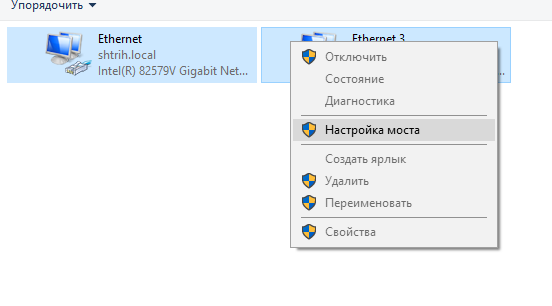 Упорядочить
Ethernet
shtrih.local
Intel(R) 82579V Gigabit Net...
Ethernet 3
Отключить
Состояние
Диагностика
Настройка моста
Создать ярлык
Удалить
Переименовать
Свойства